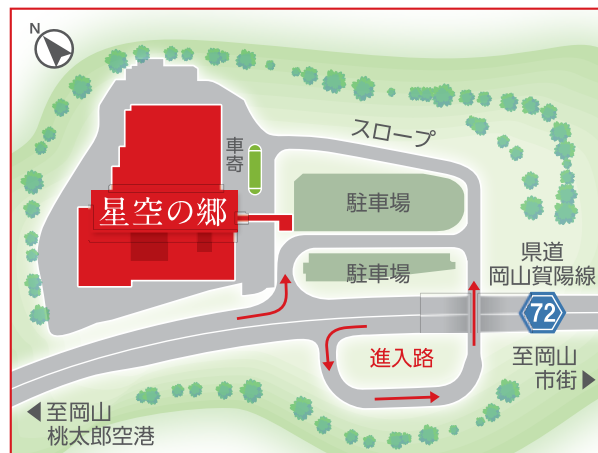 N
スロープ
車寄
星空の郷
駐車場
駐車場
県道
岡山賀陽線
72
進入路
至岡山
市街
至岡山
桃太郎空港